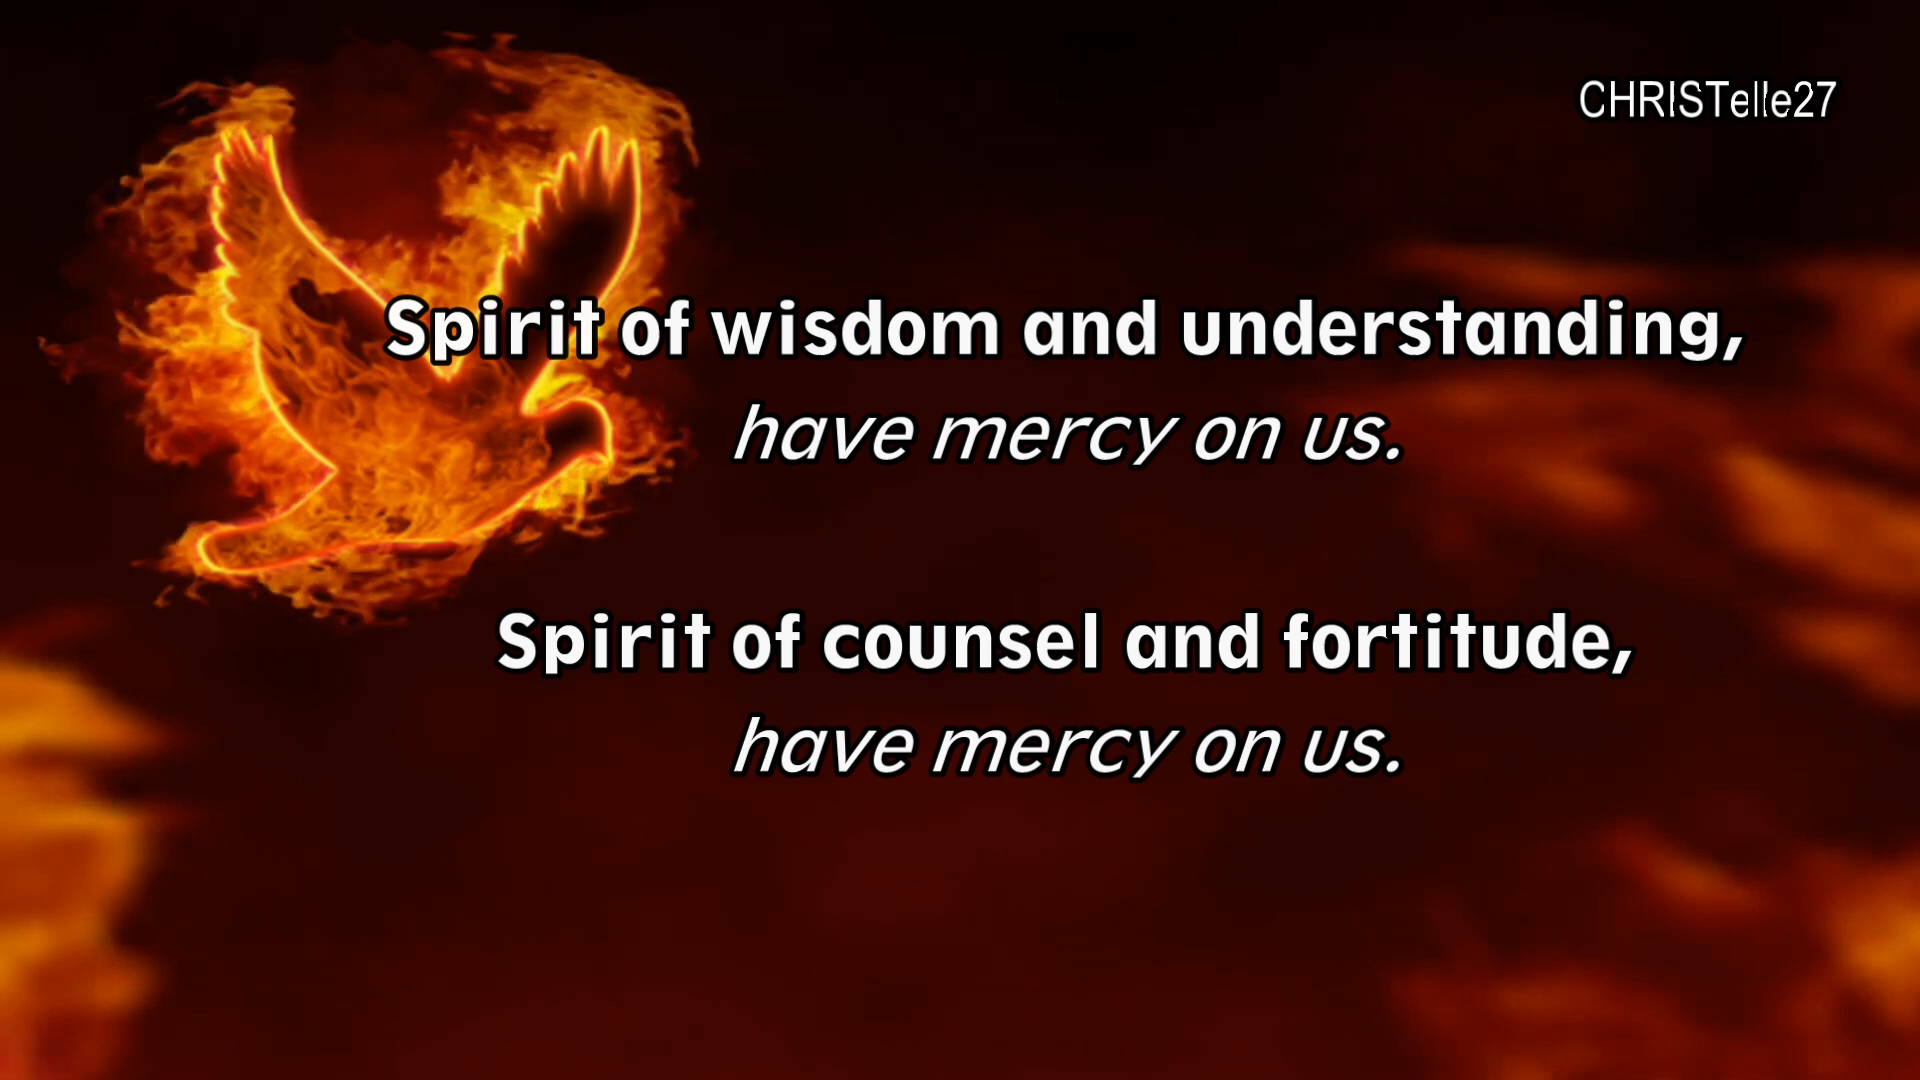 CHRISTelle27
Spirit of wisdom and understanding,
have mercy on us.
Spirit of counsel and fortitude,
have mercy on us.